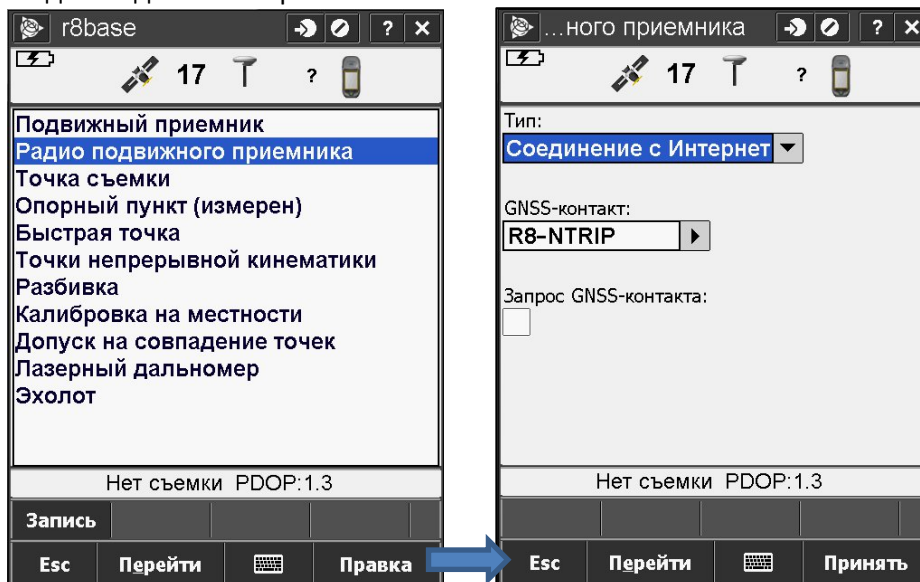 r8base
? ×
17
?
Подвижный приемник
Радио подвижного приемника
Точка съемки
Опорный пункт (измерен)
Быстрая точка
Точки непрерывной кинематики
Разбивка
Калибровка на местности
Допуск на совпадение точек
Лазерный дальномер
Эхолот
Нет съемки PDOP:1.3
Запись
Esc Перейти Правка
...ного приемника
? ×
17
?
Тип:
Соединение с Интернет
GNSS-контакт:
R8-NTRIP
Запрос GNSS-контакта:
Нет съемки PDOP:1.3
Esc Перейти Принять